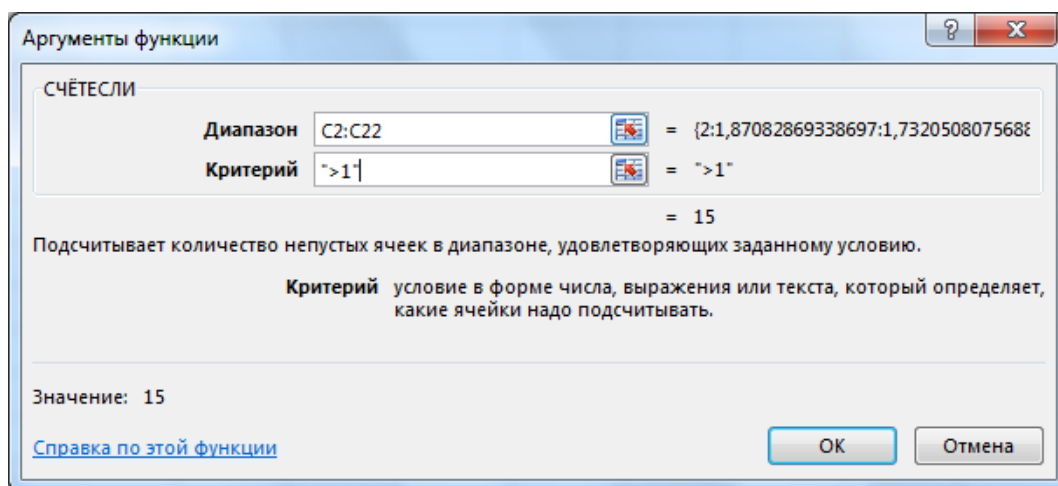 Аргументы функции
СЧЁТЕСЛИ
Диапазон C2:C22 = {2:1,87082869338697:1,7320508075688
Критерий ">1" = ">1"
= 15
Подсчитывает количество непустых ячеек в диапазоне, удовлетворяющих заданному условию.
Критерий условие в форме числа, выражения или текста, который определяет,
какие ячейки надо подсчитывать.
Значение: 15
Справка по этой функции
ОК
Отмена